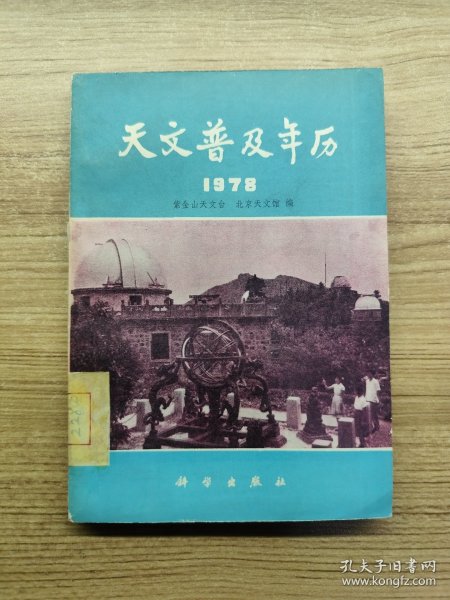 天文普及年历
1978
紫金山天文台 北京天文馆 编
科学出版社
孔夫子旧书网
www.kongfz.com